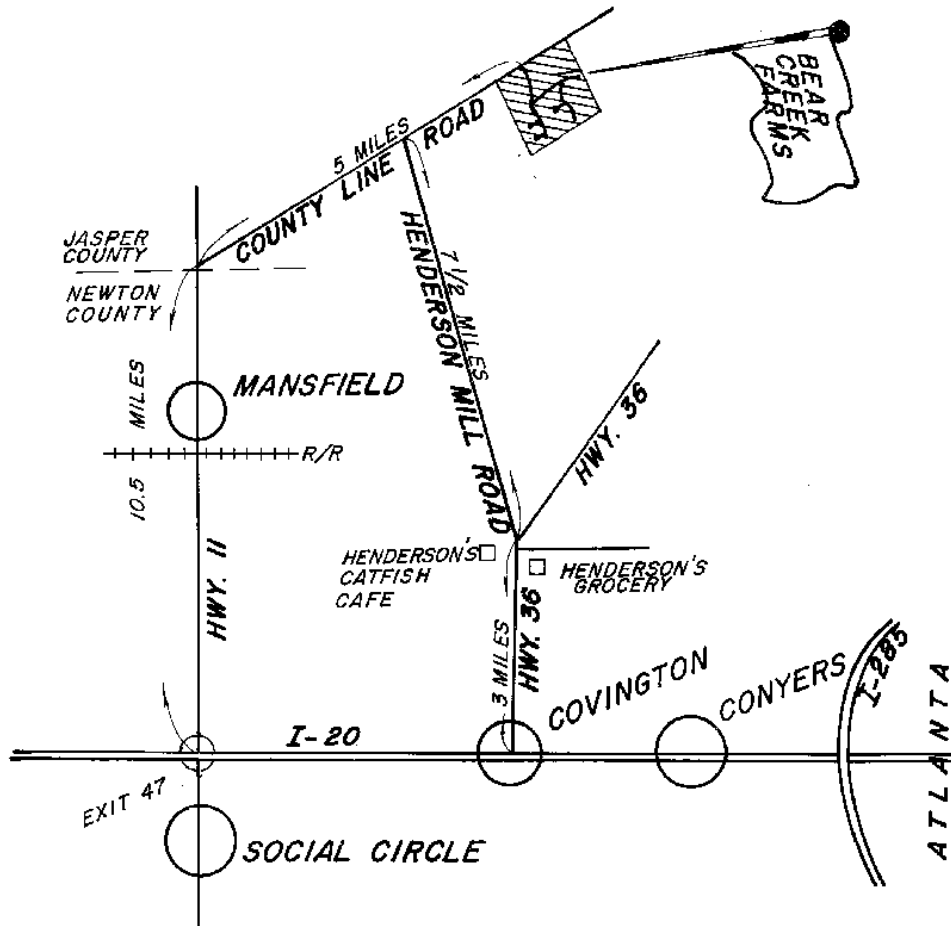 BEAR
CREEK
FARMS
5 MILES
COUNTY LINE ROAD
JASPER
COUNTY
NEWTON
COUNTY
HENDERSON MILL ROAD
7 1/2 MILES
MANSFIELD
R/R
10.5 MILES
HWY. 11
HWY. 36
HENDERSON'S
CATFISH
CAFE
HENDERSON'S
GROCERY
3 MILES
HWY. 36
COVINGTON
CONYERS
I-285
ATLANTA
I-20
EXIT 47
SOCIAL CIRCLE